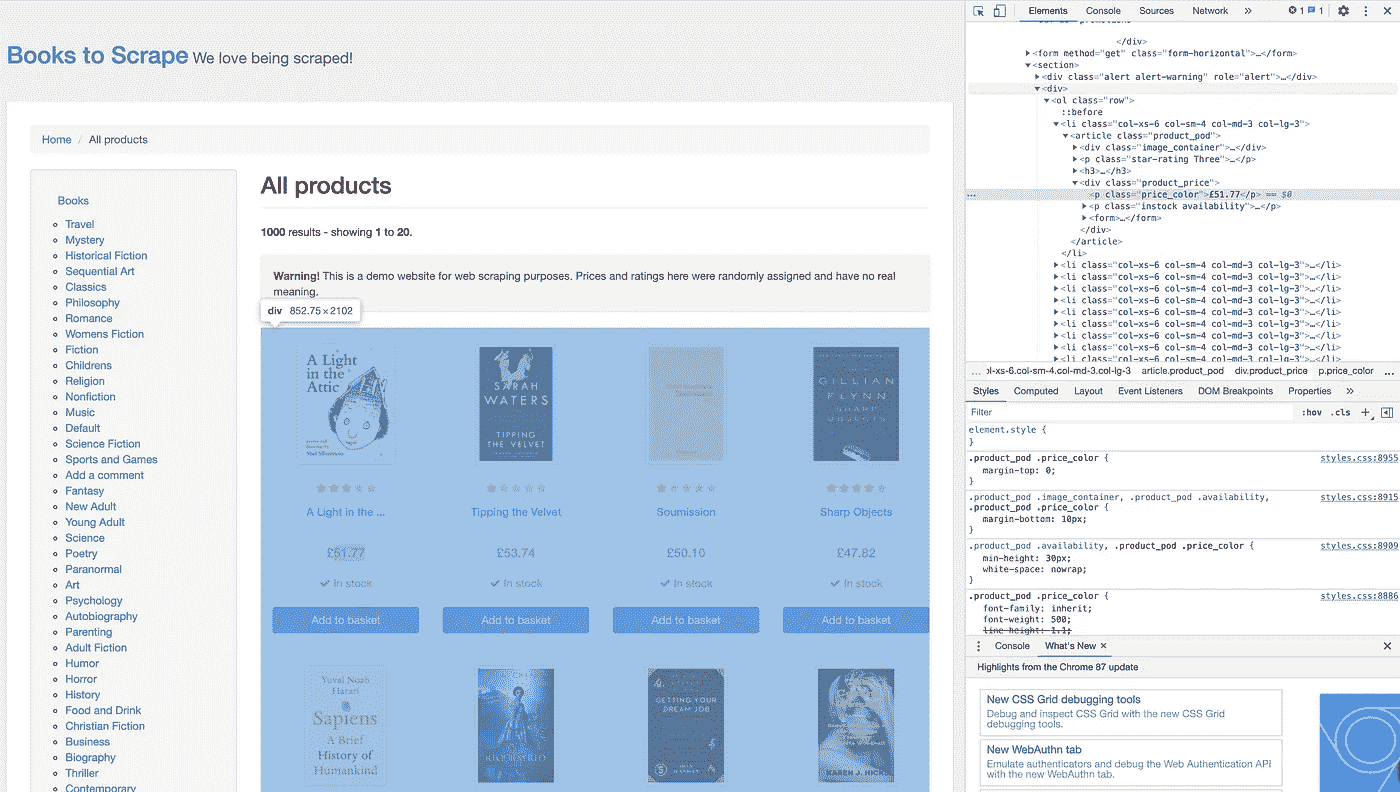 Books to Scrape We love being scraped!
Home / All products
Books
Travel
Mystery
Historical Fiction
Sequential Art
Classics
Philosophy
Romance
Womens Fiction
Fiction
Childrens
Religion
Nonfiction
Music
Default
Science Fiction
Sports and Games
Add a comment
Fantasy
New Adult
Young Adult
Science
Poetry
Paranormal
Art
Psychology
Autobiography
Parenting
Adult Fiction
Humor
Horror
History
Food and Drink
Christian Fiction
Business
Biography
Thriller
Contemporary
All products
1000 results - showing 1 to 20.
Warning! This is a demo website for web scraping purposes. Prices and ratings here were randomly assigned and have no real
meaning.
div 852.75 × 2102
A Light
in the
Attic
SARAH
WATERS
TIPPING
THE VELVET
GILLIAN
FLYNN
SHARP
OBJECTS
A Light in the ...
Tipping the Velvet
Soumission
Sharp Objects
£51.77
£53.74
£50.10
£47.82
In stock
In stock
In stock
In stock
Add to basket
Add to basket
Add to basket
Add to basket
Yuval Noah
Harari
Sapiens
A Brief
History of
Humankind
GETTING YOUR
DREAM JOB
Elements Console Sources Network » 1 1
</div>
<form method="get" class="form-horizontal">…</form>
<section>
<div class="alert alert-warning" role="alert">…</div>
<div>
<ol class="row">
::before
<li class="col-xs-6 col-sm-4 col-md-3 col-lg-3">
<article class="product_pod">
<div class="image_container">…</div>
<p class="star-rating Three">…</p>
<h3>…</h3>
<div class="product_price">
… <p class="price_color">£51.77</p> == $0
<p class="instock availability">…</p>
<form>…</form>
</div>
</article>
</li>
<li class="col-xs-6 col-sm-4 col-md-3 col-lg-3">…</li>
<li class="col-xs-6 col-sm-4 col-md-3 col-lg-3">…</li>
<li class="col-xs-6 col-sm-4 col-md-3 col-lg-3">…</li>
<li class="col-xs-6 col-sm-4 col-md-3 col-lg-3">…</li>
<li class="col-xs-6 col-sm-4 col-md-3 col-lg-3">…</li>
<li class="col-xs-6 col-sm-4 col-md-3 col-lg-3">…</li>
<li class="col-xs-6 col-sm-4 col-md-3 col-lg-3">…</li>
<li class="col-xs-6 col-sm-4 col-md-3 col-lg-3">…</li>
<li class="col-xs-6 col-sm-4 col-md-3 col-lg-3">…</li>
… ol-xs-6.col-sm-4.col-md-3.col-lg-3 article.product_pod div.product_price p.price_color …
Styles Computed Layout Event Listeners DOM Breakpoints Properties »
Filter :hov .cls +
element.style {
}
.product_pod .price_color { styles.css:8955
margin-top: 0;
}
.product_pod .image_container, .product_pod .availability, styles.css:8915
.product_pod .price_color {
margin-bottom: 10px;
}
.product_pod .availability, .product_pod .price_color { styles.css:8909
min-height: 30px;
white-space: nowrap;
}
.product_pod .price_color { styles.css:8886
font-family: inherit;
font-weight: 500;
line-height: 1.1;
Console What's New ×
Highlights from the Chrome 87 update
New CSS Grid debugging tools
Debug and inspect CSS Grid with the new CSS Grid
debugging tools.
New WebAuthn tab
Emulate authenticators and debug the Web Authentication API
with the new WebAuthn tab.